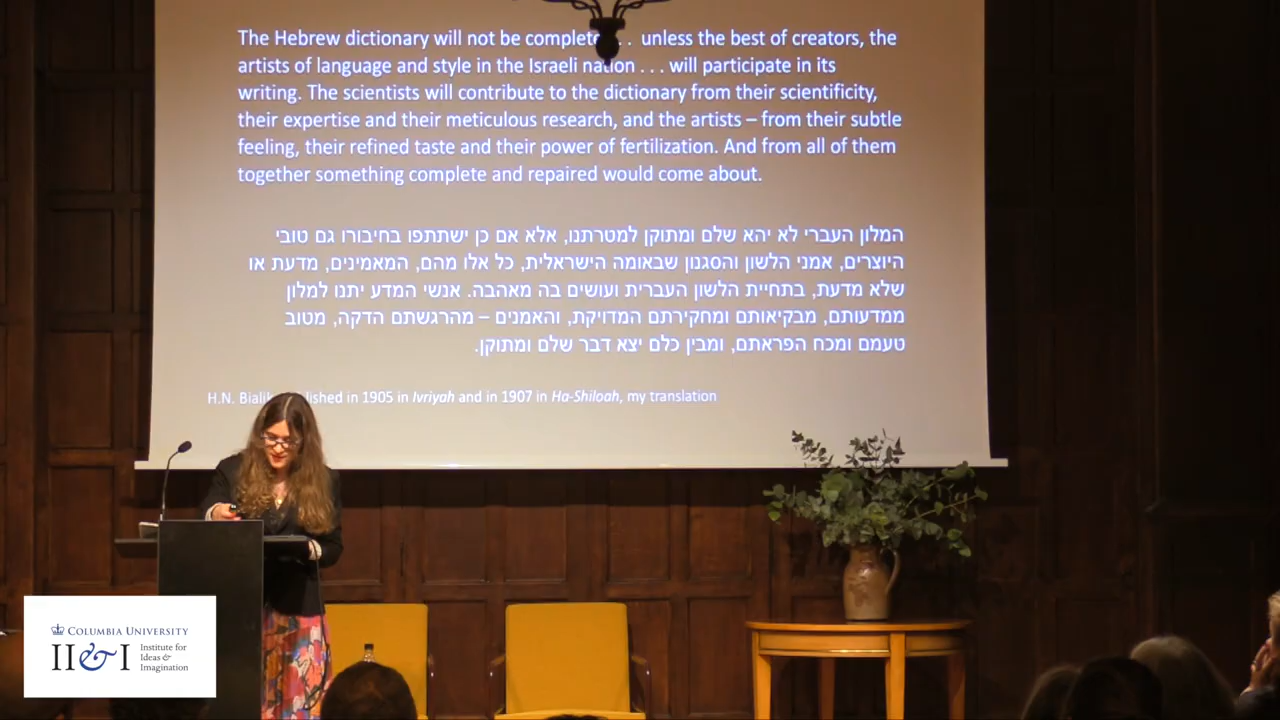 The Hebrew dictionary will not be complete . . unless the best of creators, the
artists of language and style in the Israeli nation . . . will participate in its
writing. The scientists will contribute to the dictionary from their scientificity,
their expertise and their meticulous research, and the artists – from their subtle
feeling, their refined taste and their power of fertilization. And from all of them
together something complete and repaired would come about.
המלון העברי לא יהא שלם ומתוקן למטרתנו, אלא אם כן ישתתפו בחיבורו גם טובי
היוצרים, אמני הלשון והסגנון שבאומה הישראלית, כל אלו מהם, המאמינים, מדעת או
שלא מדעת, בתחיית הלשון העברית ועושים בה מאהבה. אנשי המדע יתנו למלון
ממדעותם, מבקיאותם ומחקירתם המדויקת, והאמנים – מהרגשתם הדקה, מטוב
טעמם ומכח הפראתם, ומבין כלם יצא דבר שלם ומתוקן.
H.N. in 1905 in Ivriyah and in 1907 in Ha-Shiloah, my translation
COLUMBIA UNIVERSITY
II&I
Institute for
Ideas &
Imagination